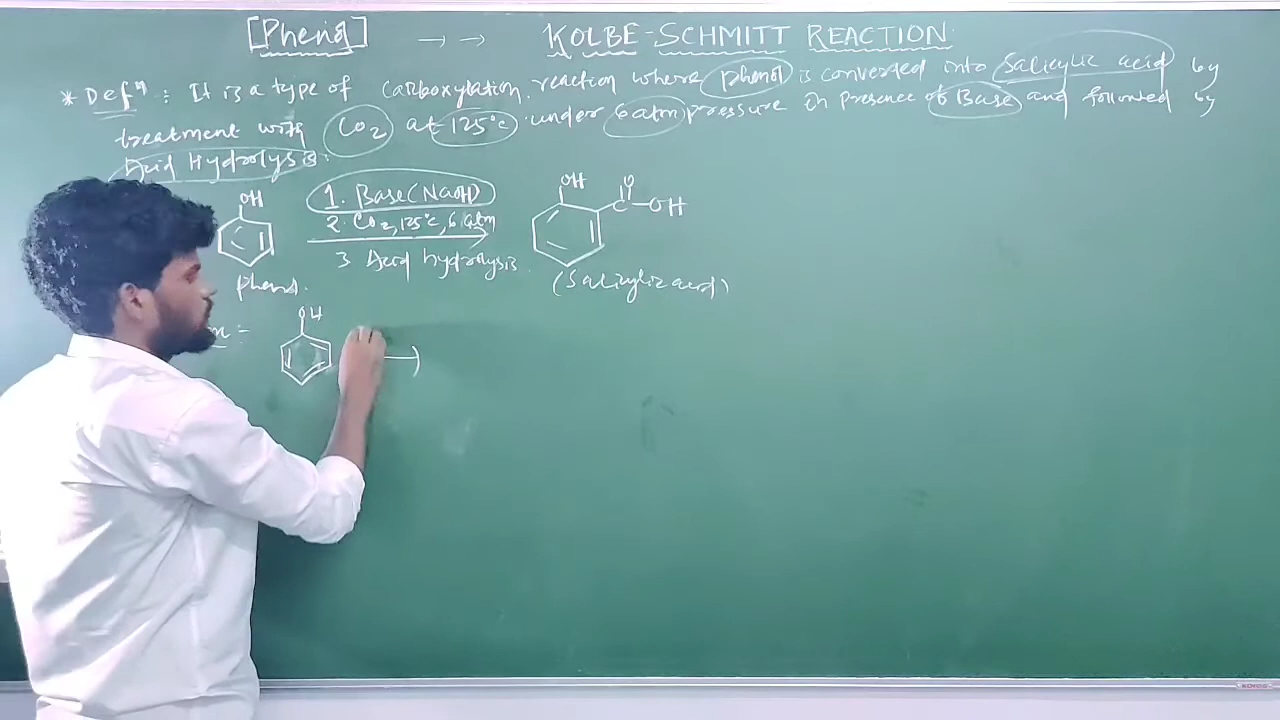 [Phenol] → → KOLBE-SCHMITT REACTION
* Defⁿ : It is a type of carboxylation reaction where phenol is converted into Salicylic acid by
treatment with CO2 at 125°c under 6 atm pressure in presence of Base and followed by
Acid Hydrolysis:
OH
1. Base (NaOH)
2. CO2, 125°c, 6 atm
3 Acid hydrolysis
OH
O
C-OH
phenol.
(Salicylic acid)
OH